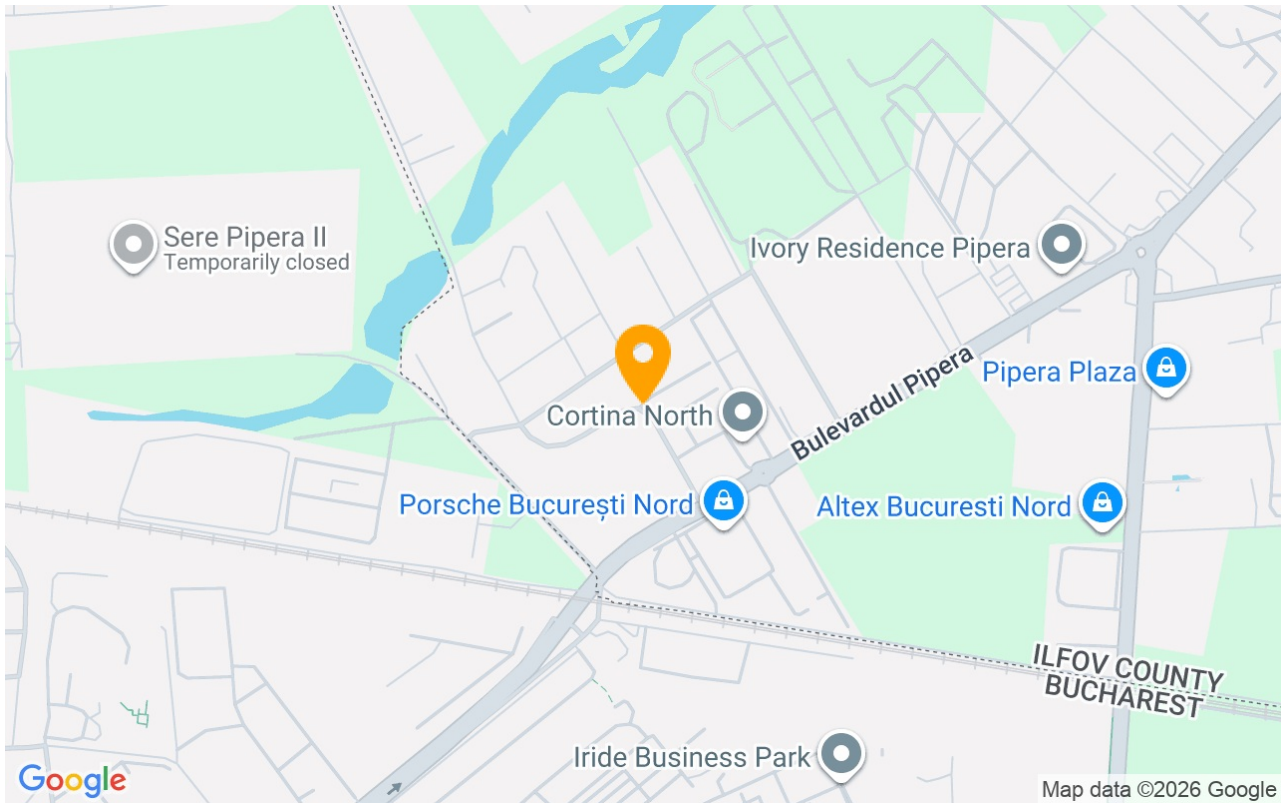 Sere Pipera II
Temporarily closed
Ivory Residence Pipera
Bulevardul Pipera
Pipera Plaza
Cortina North
Porsche București Nord
Altex Bucuresti Nord
ILFOV COUNTY
BUCHAREST
Iride Business Park
Google
Map data ©2026 Google